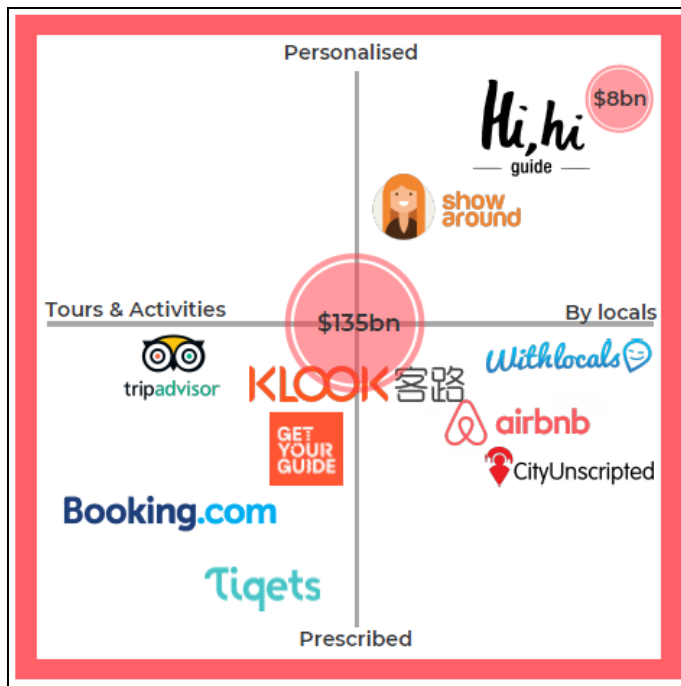 Personalised
$8bn
Hi,hi
guide
show
around
Tours & Activities
$135bn
By locals
tripadvisor
KLOOK客路
Withlocals
airbnb
GET
YOUR
GUIDE
CityUnscripted
Booking.com
Tiqets
Prescribed